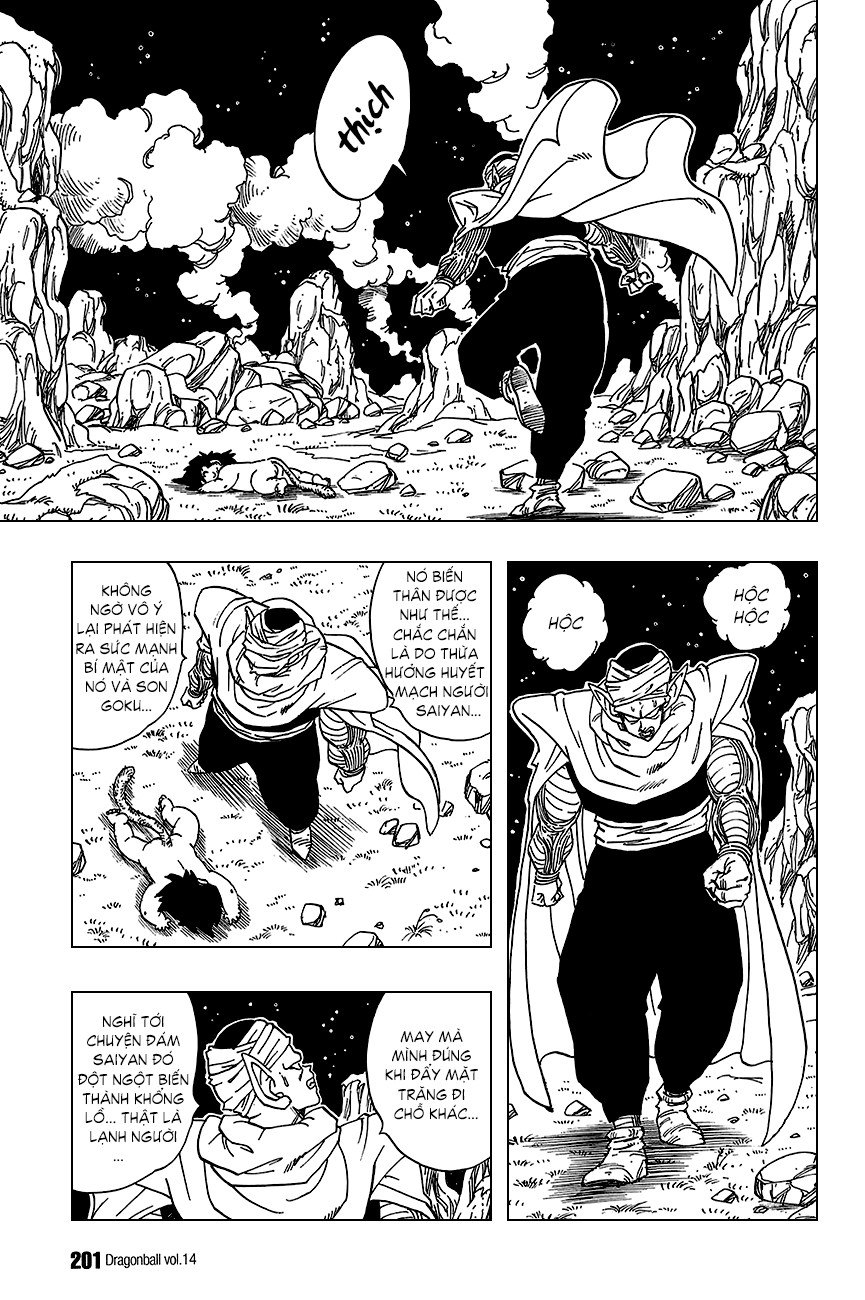 thịch
HỘC
HỘC
HỘC
NÓ BIẾN
THÂN ĐƯỢC
NHƯ THẾ...
CHẮC CHẮN
LÀ DO THỪA
HƯỚNG HUYẾT
MẠCH NGƯỜI
SAIYAN...
KHÔNG
NGỜ VÔ Ý
LẠI PHÁT HIỆN
RA SỨC MẠNH
BÍ MẬT CỦA
NÓ VÀ SON
GOKU...
MAY MÀ
MÌNH ĐÚNG
KHI ĐẨY MẶT
TRĂNG ĐI
CHỖ KHÁC...
NGHĨ TỚI
CHUYỆN ĐÁM
SAIYAN ĐÓ
ĐỘT NGỘT BIẾN
THÀNH KHỔNG
LỒ... THẬT LÀ
LẠNH NGƯỜI
...
201 Dragonball vol.14